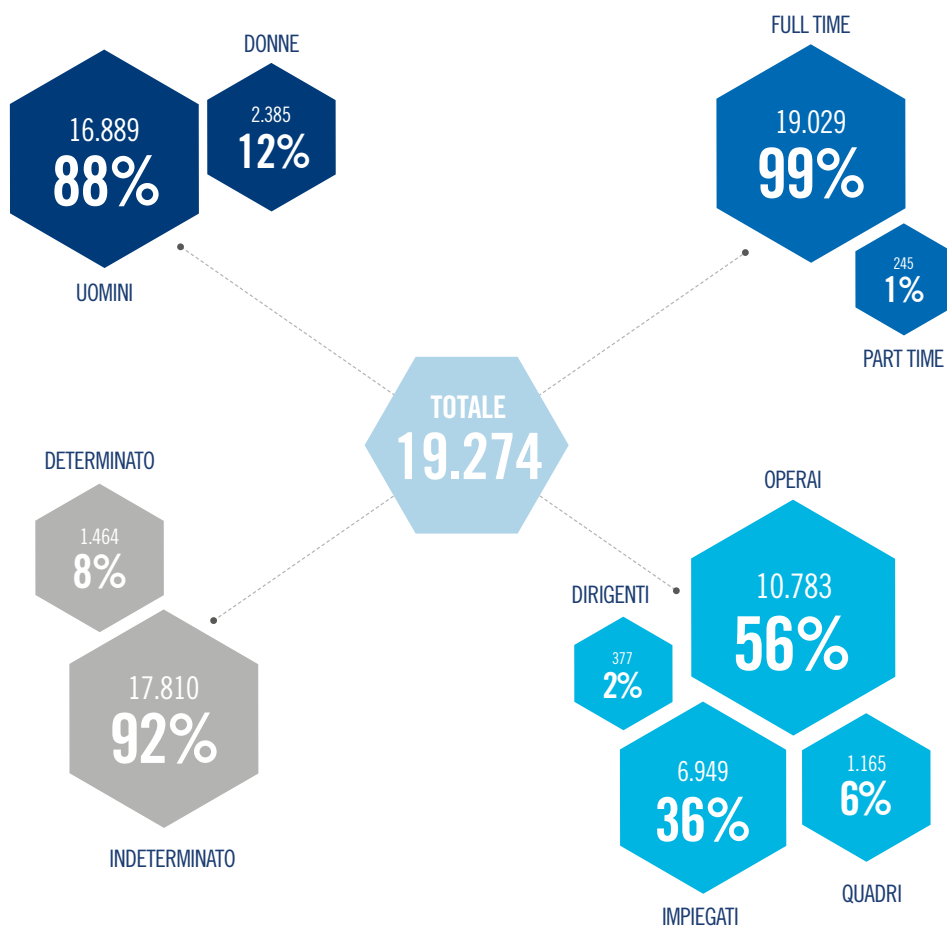 DONNE
2.385
12%
16.889
88%
UOMINI
FULL TIME
19.029
99%
245
1%
PART TIME
TOTALE
19.274
DETERMINATO
1.464
8%
17.810
92%
INDETERMINATO
OPERAI
10.783
56%
DIRIGENTI
377
2%
6.949
36%
IMPIEGATI
1.165
6%
QUADRI